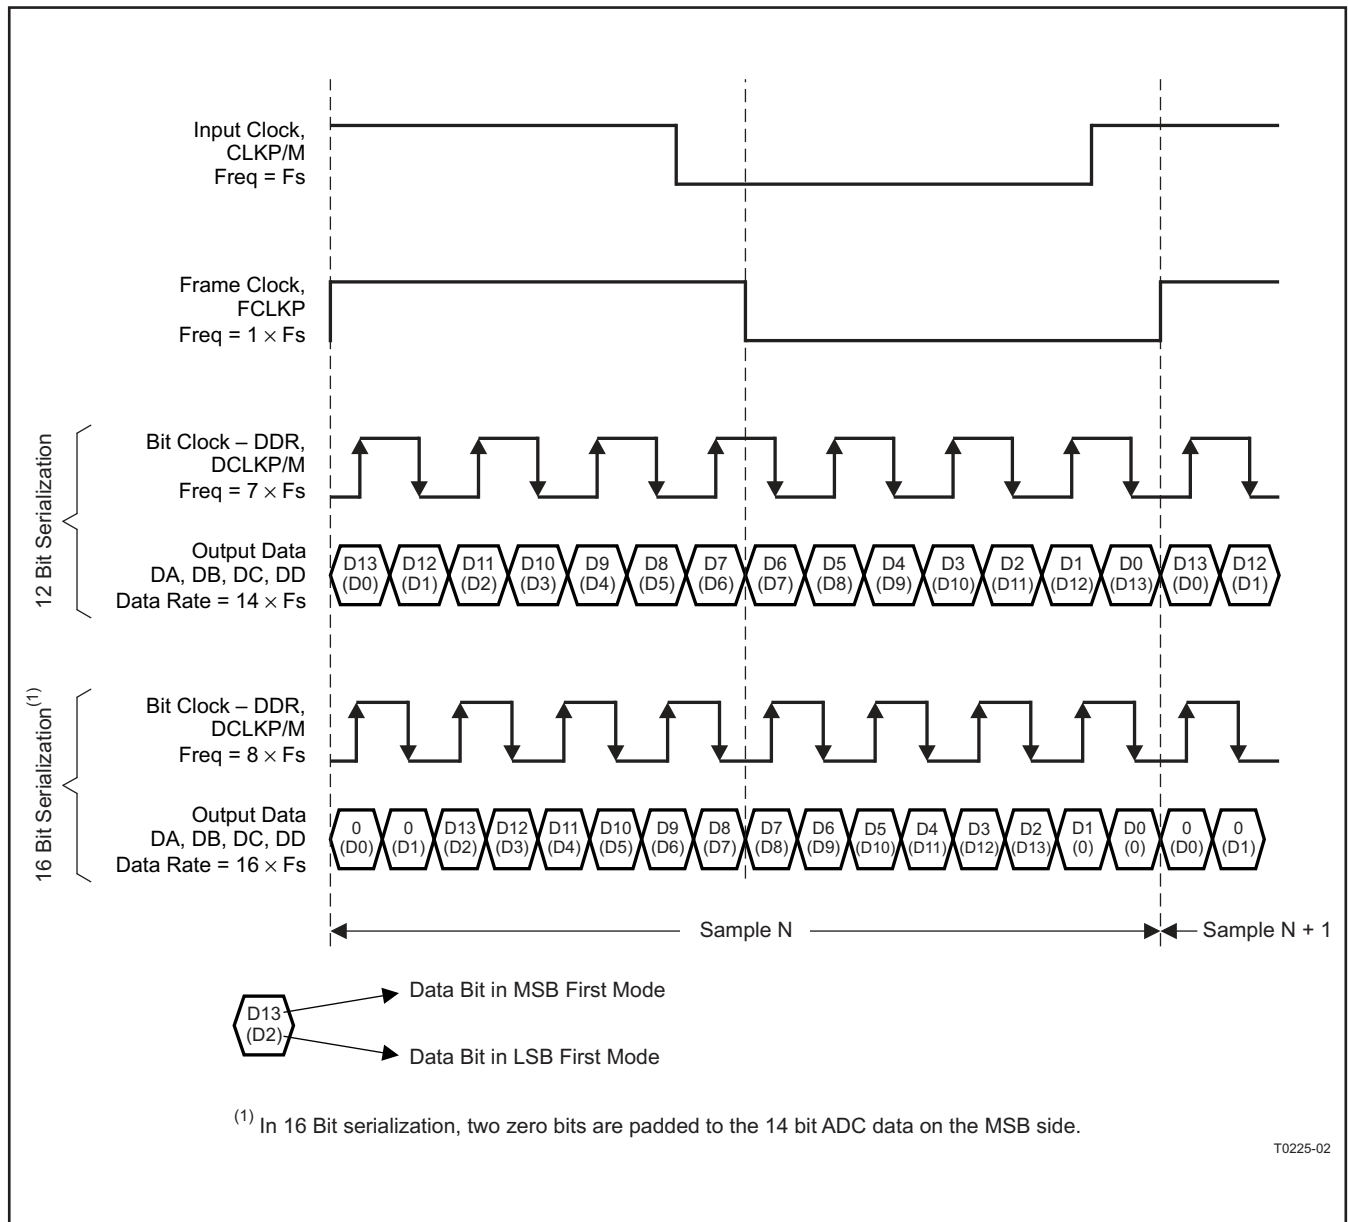 Input Clock,
CLKP/M
Freq = Fs
Frame Clock,
FCLKP
Freq = 1 × Fs
12 Bit Serialization
Bit Clock – DDR,
DCLKP/M
Freq = 7 × Fs
Output Data
DA, DB, DC, DD
Data Rate = 14 × Fs
D13 D12 D11 D10 D9 D8 D7 D6 D5 D4 D3 D2 D1 D0 D13 D12
(D0) (D1) (D2) (D3) (D4) (D5) (D6) (D7) (D8) (D9) (D10) (D11) (D12) (D13) (D0) (D1)
16 Bit Serialization(1)
Bit Clock – DDR,
DCLKP/M
Freq = 8 × Fs
Output Data
DA, DB, DC, DD
Data Rate = 16 × Fs
0 0 D13 D12 D11 D10 D9 D8 D7 D6 D5 D4 D3 D2 D1 D0 0 0
(D0) (D1) (D2) (D3) (D4) (D5) (D6) (D7) (D8) (D9) (D10) (D11) (D12) (D13) (0) (0) (D0) (D1)
Sample N
Sample N + 1
D13
(D2)
Data Bit in MSB First Mode
Data Bit in LSB First Mode
(1) In 16 Bit serialization, two zero bits are padded to the 14 bit ADC data on the MSB side.
T0225-02